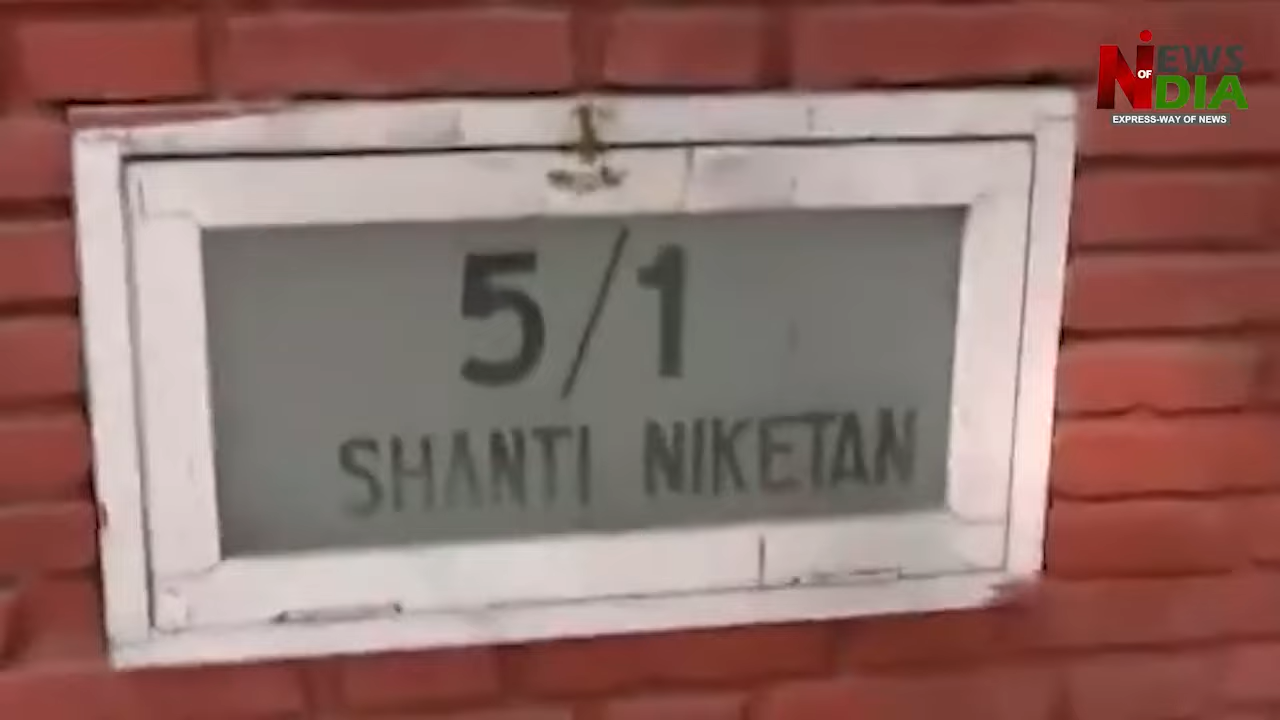 NEWS
OF
INDIA
EXPRESS-WAY OF NEWS
5/1
SHANTI NIKETAN